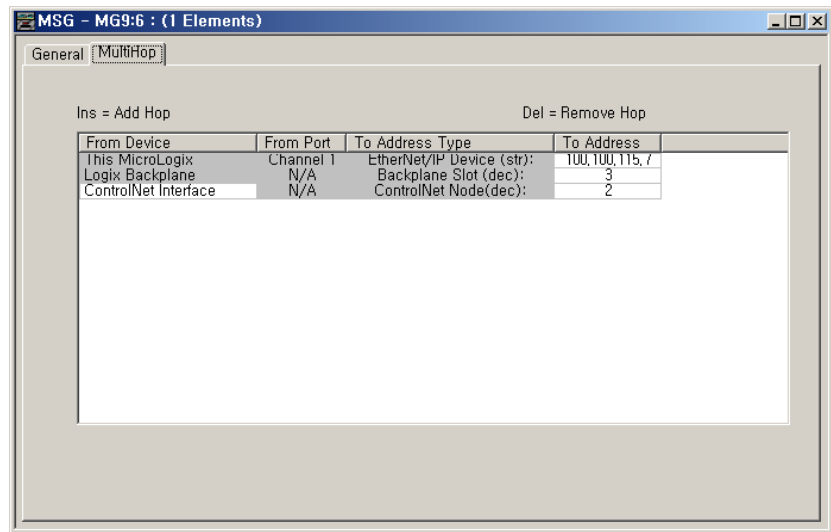 MSG - MG9:6 : (1 Elements)
General MultiHop
Ins = Add Hop Del = Remove Hop
From Device From Port To Address Type To Address
This MicroLogix Channel 1 EtherNet/IP Device (str): 100,100,115,7
Logix Backplane N/A Backplane Slot (dec): 3
ControlNet Interface N/A ControlNet Node(dec): 2